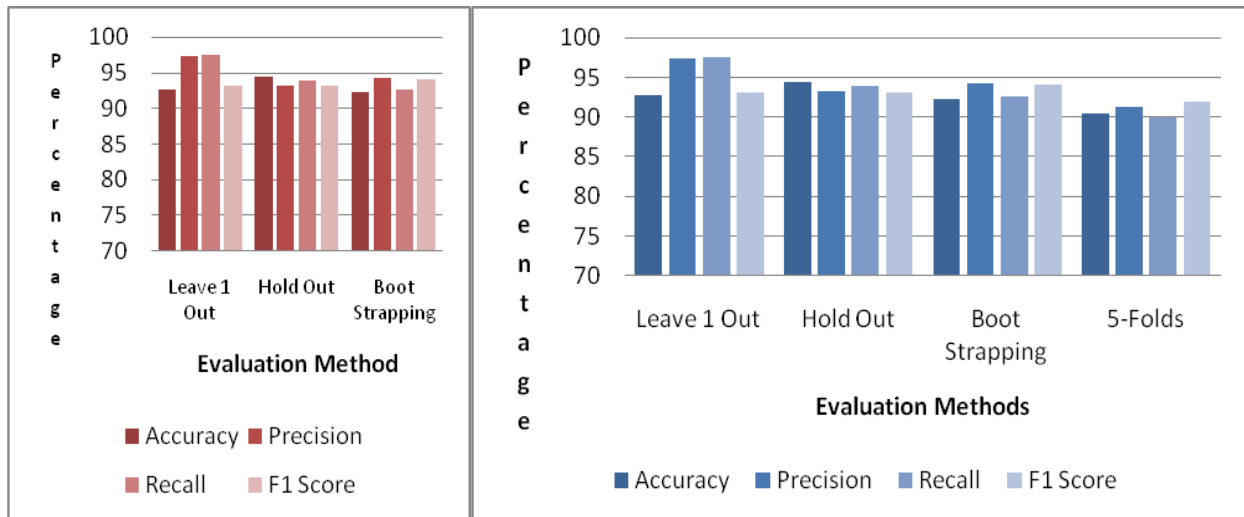 Percentage
100
95
90
85
80
75
70
Leave 1 Hold Out Boot
Out Strapping
Evaluation Method
Accuracy Precision
Recall F1 Score
Percentage
100
95
90
85
80
75
70
Leave 1 Out Hold Out Boot 5-Folds
Strapping
Evaluation Methods
Accuracy Precision Recall F1 Score